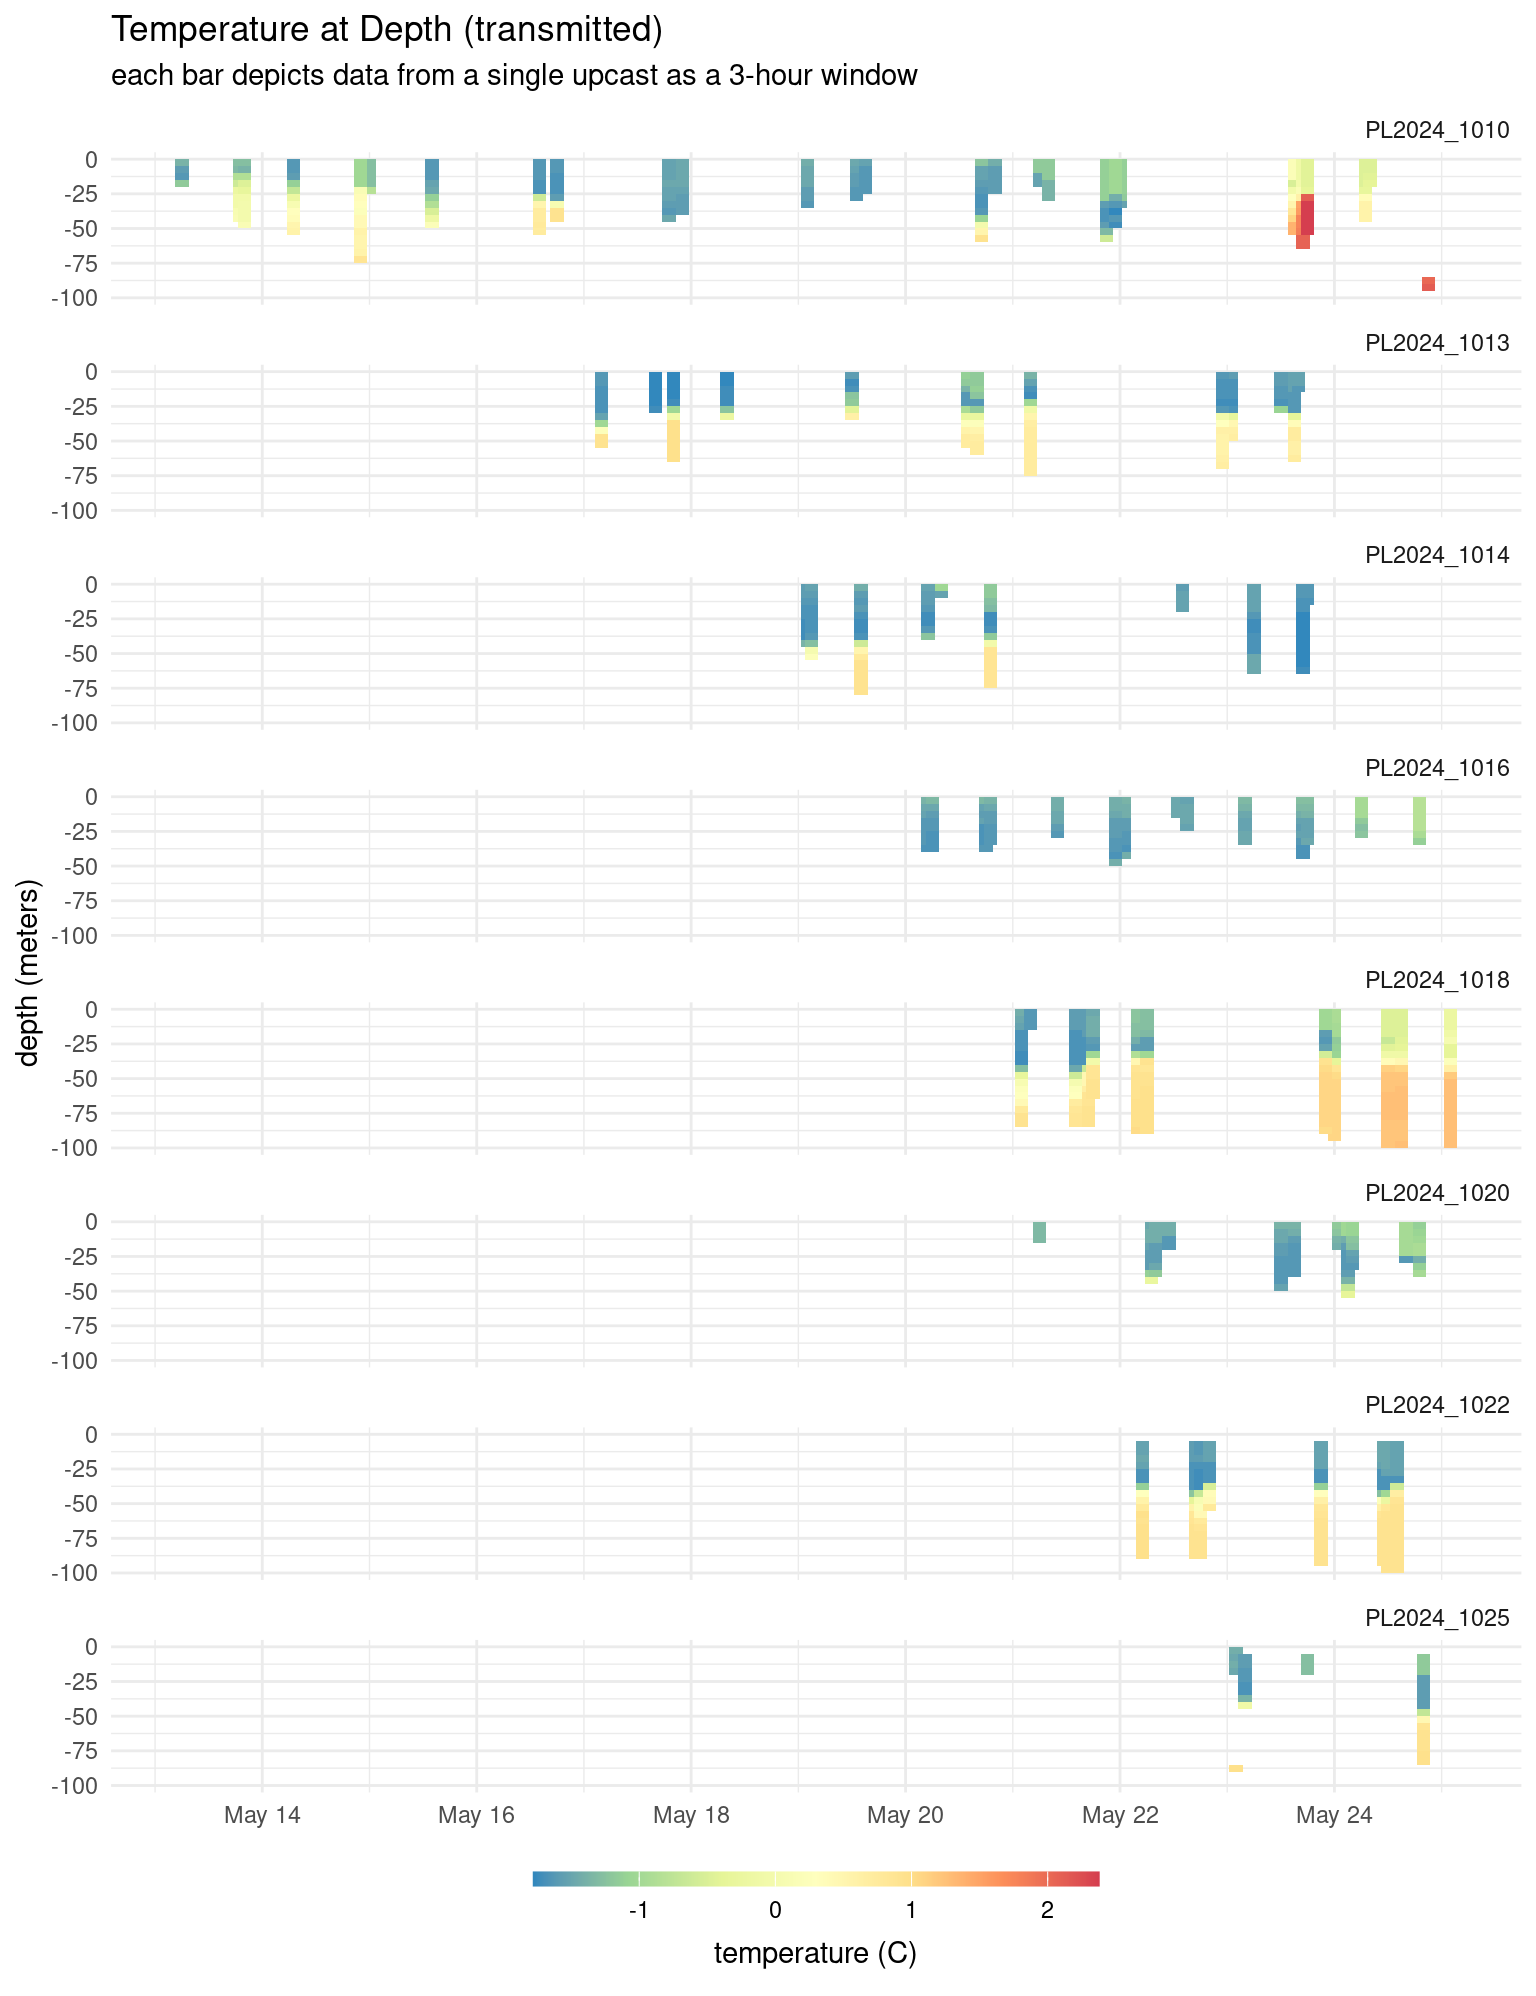 Temperature at Depth (transmitted)
each bar depicts data from a single upcast as a 3-hour window
PL2024_1010
0
-25
-50
-75
-100
PL2024_1013
0
-25
-50
-75
-100
PL2024_1014
0
-25
-50
-75
-100
PL2024_1016
0
-25
-50
-75
-100
depth (meters)
PL2024_1018
0
-25
-50
-75
-100
PL2024_1020
0
-25
-50
-75
-100
PL2024_1022
0
-25
-50
-75
-100
PL2024_1025
0
-25
-50
-75
-100
May 14 May 16 May 18 May 20 May 22 May 24
-1 0 1 2
temperature (C)